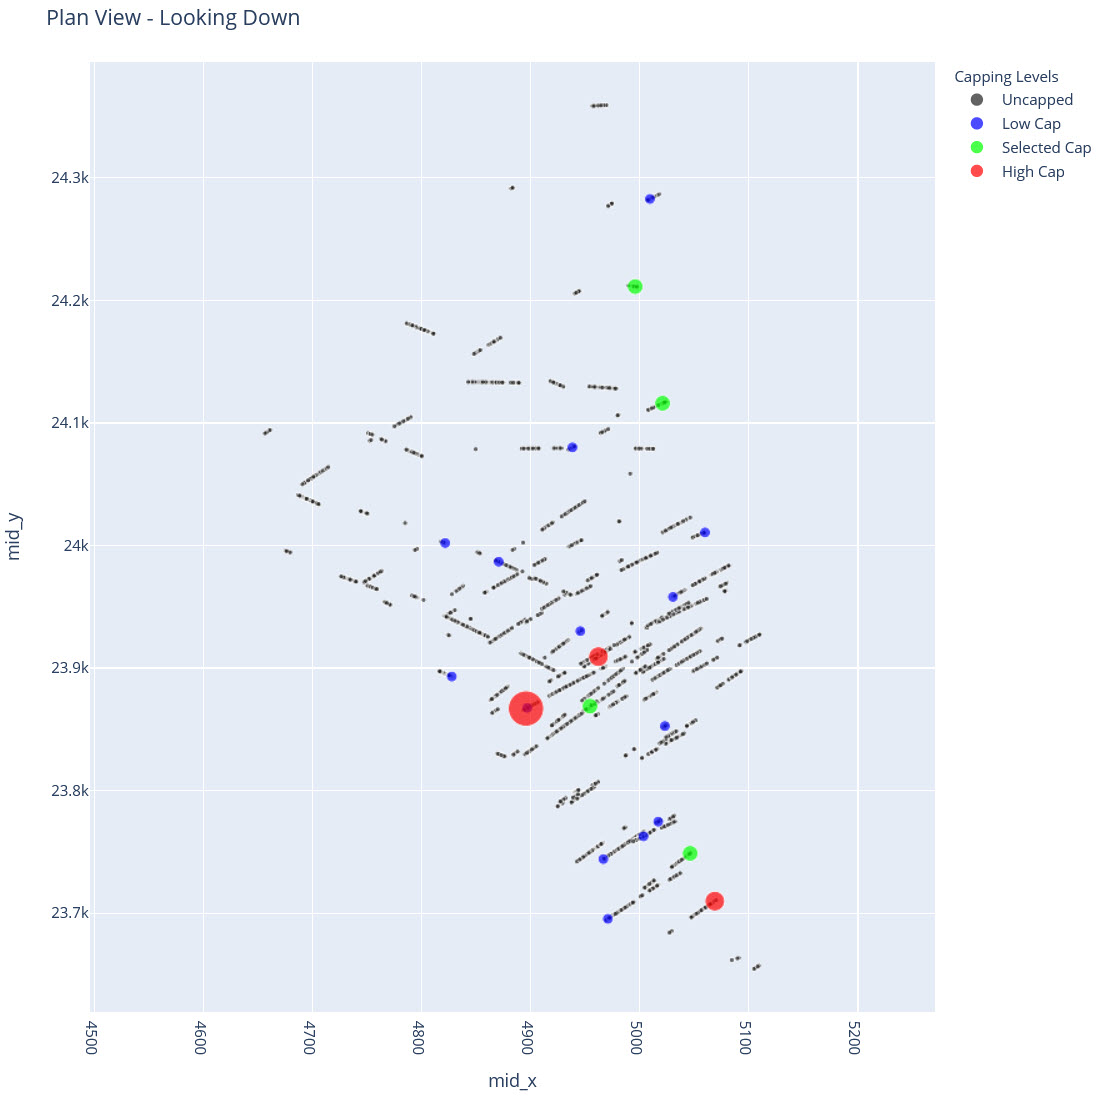 Plan View - Looking Down
Capping Levels
Uncapped
Low Cap
Selected Cap
High Cap
24.3k
24.2k
24.1k
24k
23.9k
23.8k
23.7k
mid_y
4500
4600
4700
4800
4900
5000
5100
5200
mid_x